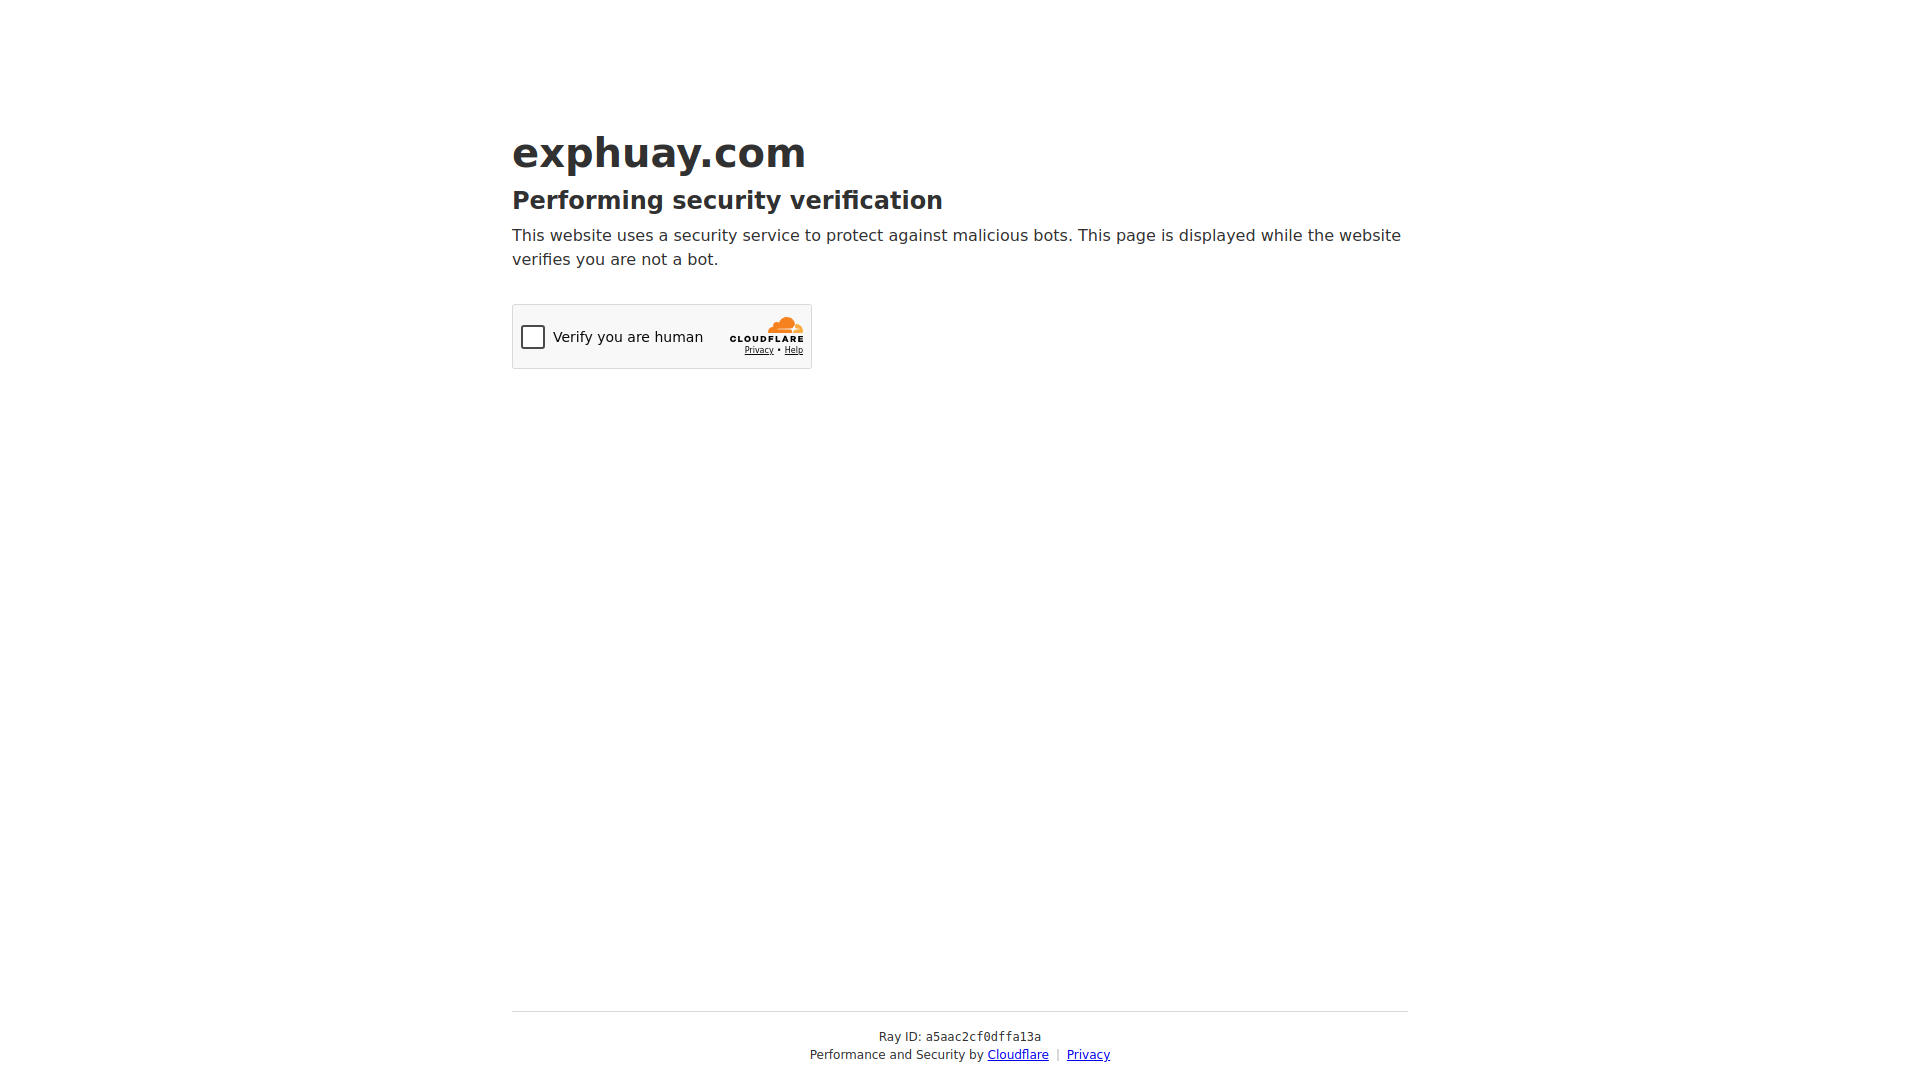 exphuay.com
Performing security verification
This website uses a security service to protect against malicious bots. This page is displayed while the website
verifies you are not a bot.
Verify you are human
CLOUDFLARE
Privacy • Help
Ray ID: a5aac2cf0dffa13a
Performance and Security by Cloudflare | Privacy